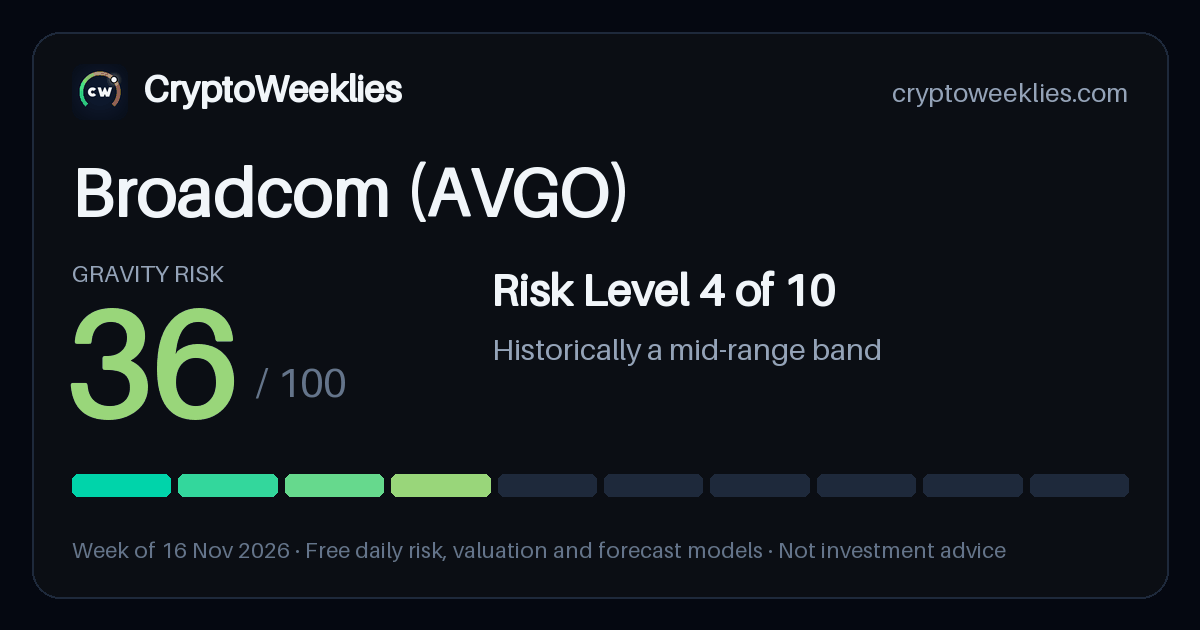 CW
CryptoWeeklies
cryptoweeklies.com
Broadcom (AVGO)
GRAVITY RISK
36 / 100
Risk Level 4 of 10
Historically a mid-range band
Week of 16 Nov 2026 · Free daily risk, valuation and forecast models · Not investment advice